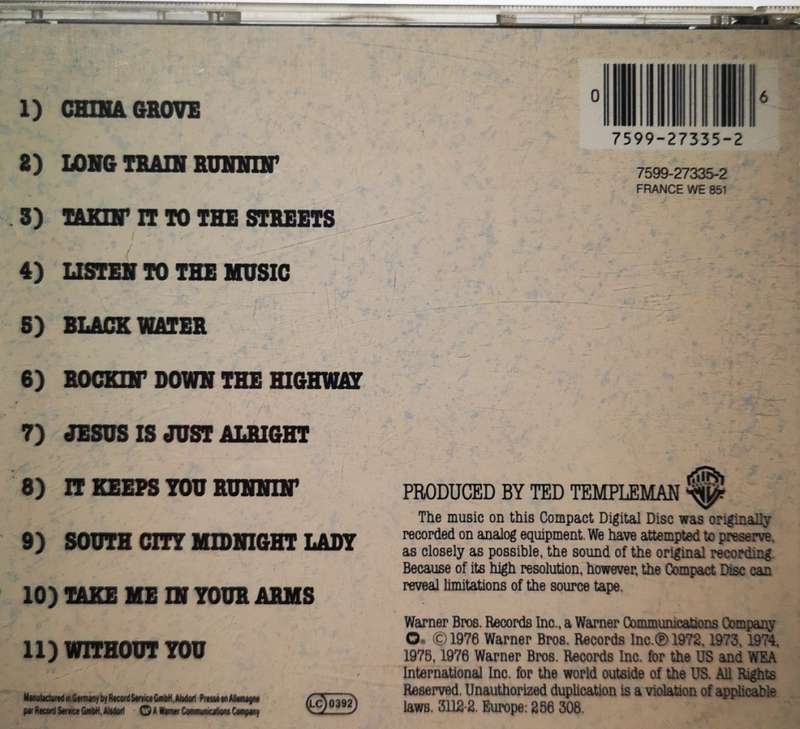 1) CHINA GROVE
2) LONG TRAIN RUNNIN'
3) TAKIN' IT TO THE STREETS
4) LISTEN TO THE MUSIC
5) BLACK WATER
6) ROCKIN' DOWN THE HIGHWAY
7) JESUS IS JUST ALRIGHT
8) IT KEEPS YOU RUNNIN'
9) SOUTH CITY MIDNIGHT LADY
10) TAKE ME IN YOUR ARMS
11) WITHOUT YOU
Manufactured in Germany by Record Service GmbH, Alsdorf · Pressé en Allemagne
par Record Service GmbH, Alsdorf A Warner Communications Company
LC 0392
0 6
7599-27335-2
7599-27335-2
FRANCE WE 851
PRODUCED BY TED TEMPLEMAN
The music on this Compact Digital Disc was originally
recorded on analog equipment. We have attempted to preserve,
as closely as possible, the sound of the original recording.
Because of its high resolution, however, the Compact Disc can
reveal limitations of the source tape.
Warner Bros. Records Inc., a Warner Communications Company
© 1976 Warner Bros. Records Inc. ℗ 1972, 1973, 1974,
1975, 1976 Warner Bros. Records Inc. for the US and WEA
International Inc. for the world outside of the US. All Rights
Reserved. Unauthorized duplication is a violation of applicable
laws. 3112-2. Europe: 256 308.